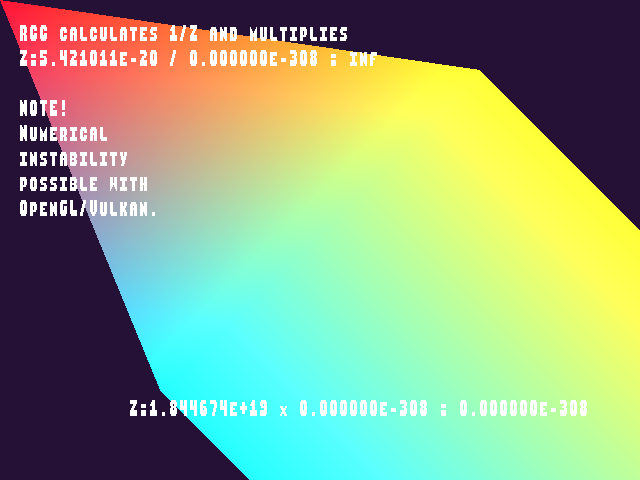 RGG CALCULATES 1/Z AND MULTIPLIES
Z:5.421011E-20 / 0.000000E-308 : INF
NOTE!
NUMERICAL
INSTABILITY
POSSIBLE WITH
OPENGL/VULKAN.
Z:1.844674E+19 x 0.000000E-308 : 0.000000E-308